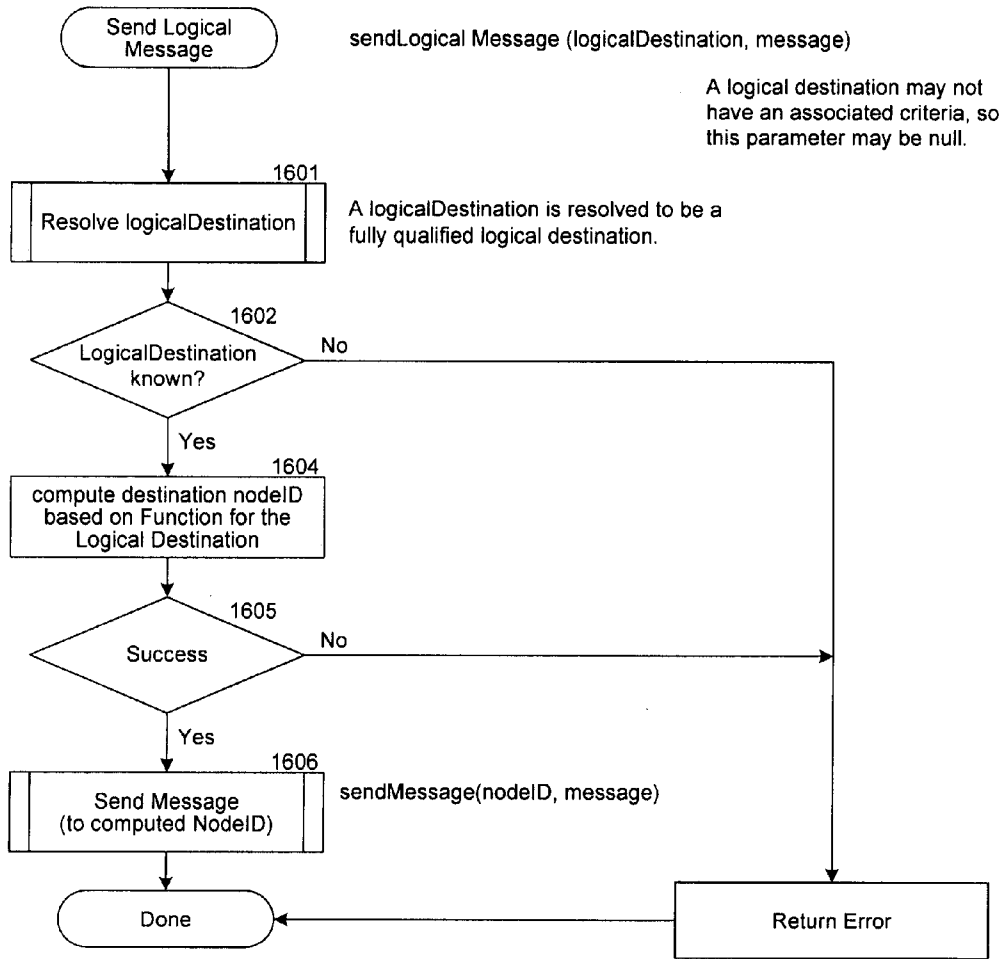 Send Logical
Message
sendLogical Message (logicalDestination, message)
A logical destination may not
have an associated criteria, so
this parameter may be null.
1601
Resolve logicalDestination
A logicalDestination is resolved to be a
fully qualified logical destination.
1602
LogicalDestination
known?
No
Yes
1604
compute destination nodeID
based on Function for the
Logical Destination
1605
Success
No
Yes
1606
Send Message
(to computed NodeID)
sendMessage(nodeID, message)
Done
Return Error